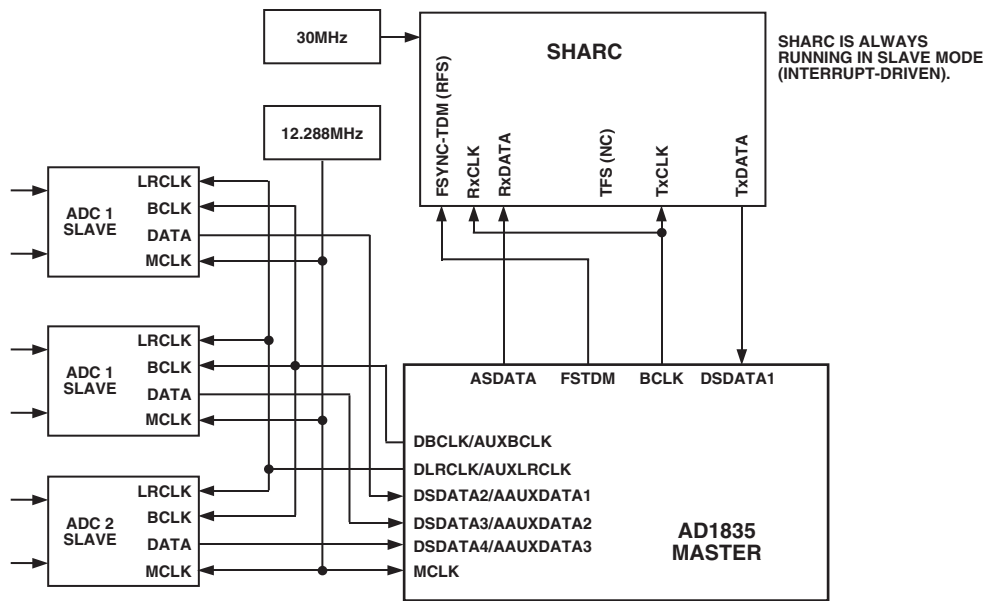 30MHz
SHARC
SHARC IS ALWAYS
RUNNING IN SLAVE MODE
(INTERRUPT-DRIVEN).
12.288MHz
FSYNC-TDM (RFS)
RxCLK
RxDATA
TFS (NC)
TxCLK
TxDATA
ADC 1
SLAVE
LRCLK
BCLK
DATA
MCLK
ADC 1
SLAVE
LRCLK
BCLK
DATA
MCLK
ADC 2
SLAVE
LRCLK
BCLK
DATA
MCLK
ASDATA FSTDM BCLK DSDATA1
DBCLK/AUXBCLK
DLRCLK/AUXLRCLK
DSDATA2/AAUXDATA1
DSDATA3/AAUXDATA2
DSDATA4/AAUXDATA3
MCLK
AD1835
MASTER